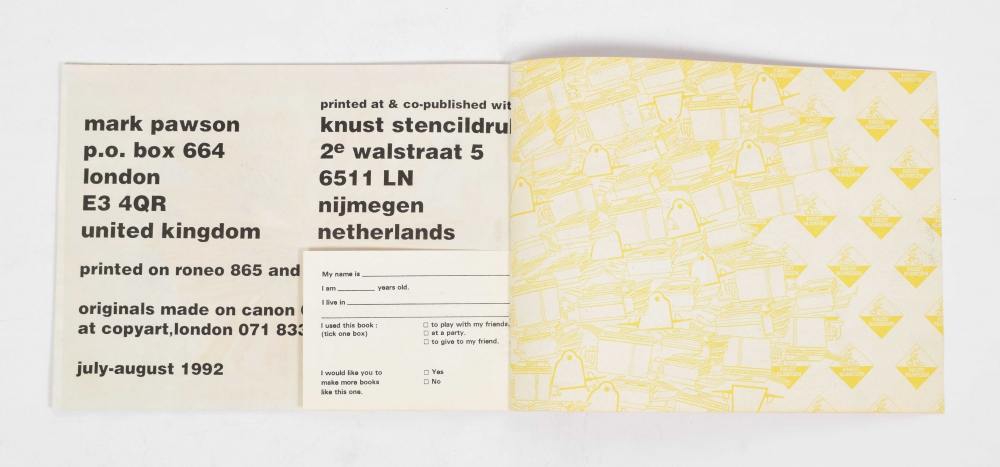 mark pawson
p.o. box 664
london
E3 4QR
united kingdom
printed on roneo 865 and
originals made on canon
at copyart,london 071 833
july-august 1992
printed at & co-published wit
knust stencildru
2e walstraat 5
6511 LN
nijmegen
netherlands
My name is
I am years old.
I live in
I used this book :
(tick one box)
□ to play with my friends.
□ at a party.
□ to give to my friend.
I would like you to
make more books
like this one.
□ Yes
□ No